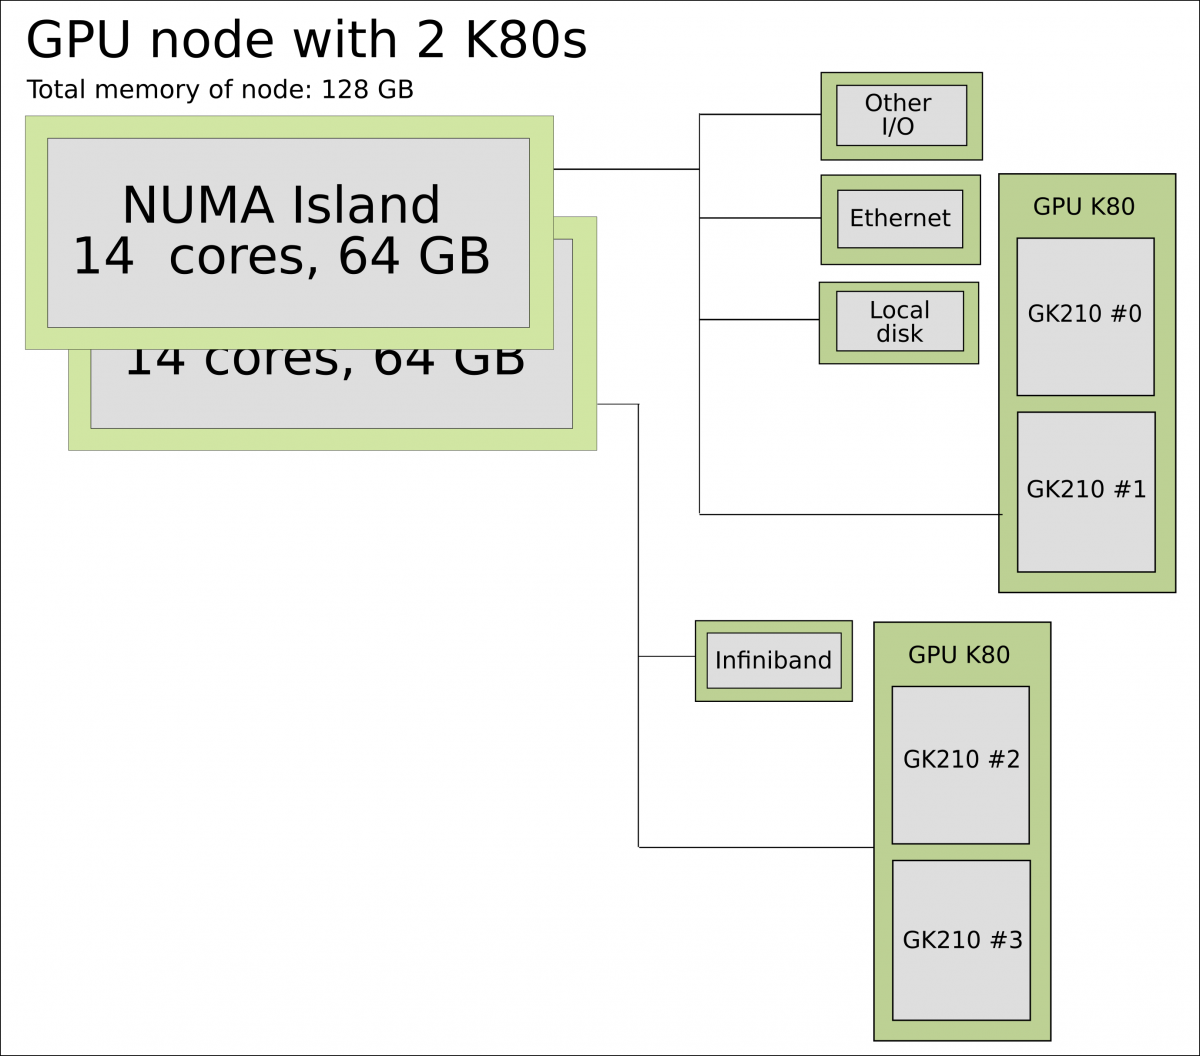 GPU node with 2 K80s
Total memory of node: 128 GB
NUMA Island
14 cores, 64 GB
14 cores, 64 GB
Other
I/O
Ethernet
Local
disk
GPU K80
GK210 #0
GK210 #1
Infiniband
GPU K80
GK210 #2
GK210 #3